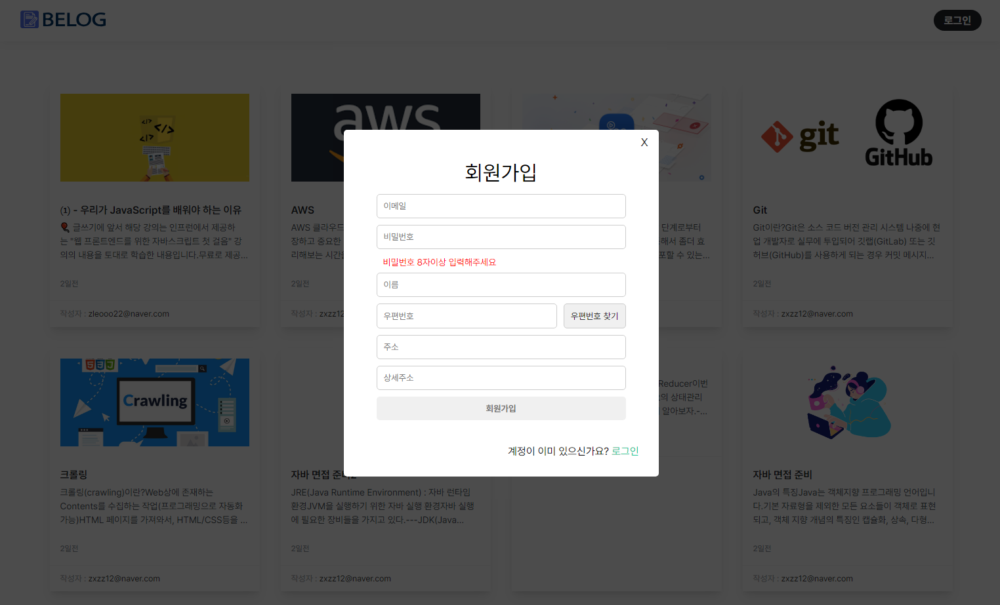 BELOG
로그인
X
회원가입
이메일
비밀번호
비밀번호 8자이상 입력해주세요
이름
우편번호
우편번호 찾기
주소
상세주소
회원가입
계정이 이미 있으신가요? 로그인
</>
</>
</>
(1) - 우리가 JavaScript를 배워야 하는 이유
글쓰기에 앞서 해당 강의는 인프런에서 제공하
는 "웹 프론트엔드를 위한 자바스크립트 첫 걸음" 강
의의 내용을 토대로 학습한 내용입니다.무료로 제공...
2일전
작성자 : zleooo22@naver.com
aws
AWS
AWS 클라우드
장하고 중요한
리해보는 시간
2일전
작성자 : zxzz12
단계로부터
해서 좀더 효
포할 수 있는...
git
GitHub
Git
Git이란?Git은 소스 코드 버전 관리 시스템 나중에 현
업 개발자로 실무에 투입되어 깃랩(GitLab) 또는 깃
허브(GitHub)를 사용하게 되는 경우 커밋 메시지...
2일전
작성자 : zxzz12@naver.com
Crawling
크롤링
크롤링(crawling)이란?Web상에 존재하는
Contents를 수집하는 작업(프로그래밍으로 자동화
가능)HTML 페이지를 가져와서, HTML/CSS등을 ...
2일전
작성자 : zxzz12@naver.com
자바 면접 준비2
JRE(Java Runtime Environment) : 자바 런타임
환경JVM을 실행하기 위한 자바 실행 환경자바 실행
에 필요한 장비들을 가지고 있다.---JDK(Java...
2일전
작성자 : zxzz12@naver.com
Reducer이번
의 상태관리
알아보자.-...
자바 면접 준비
Java의 특징Java는 객체지향 프로그래밍 언어입니
다.기본 자료형을 제외한 모든 요소들이 객체로 표현
되고, 객체 지향 개념의 특징인 캡슐화, 상속, 다형...
2일전
작성자 : zxzz12@naver.com